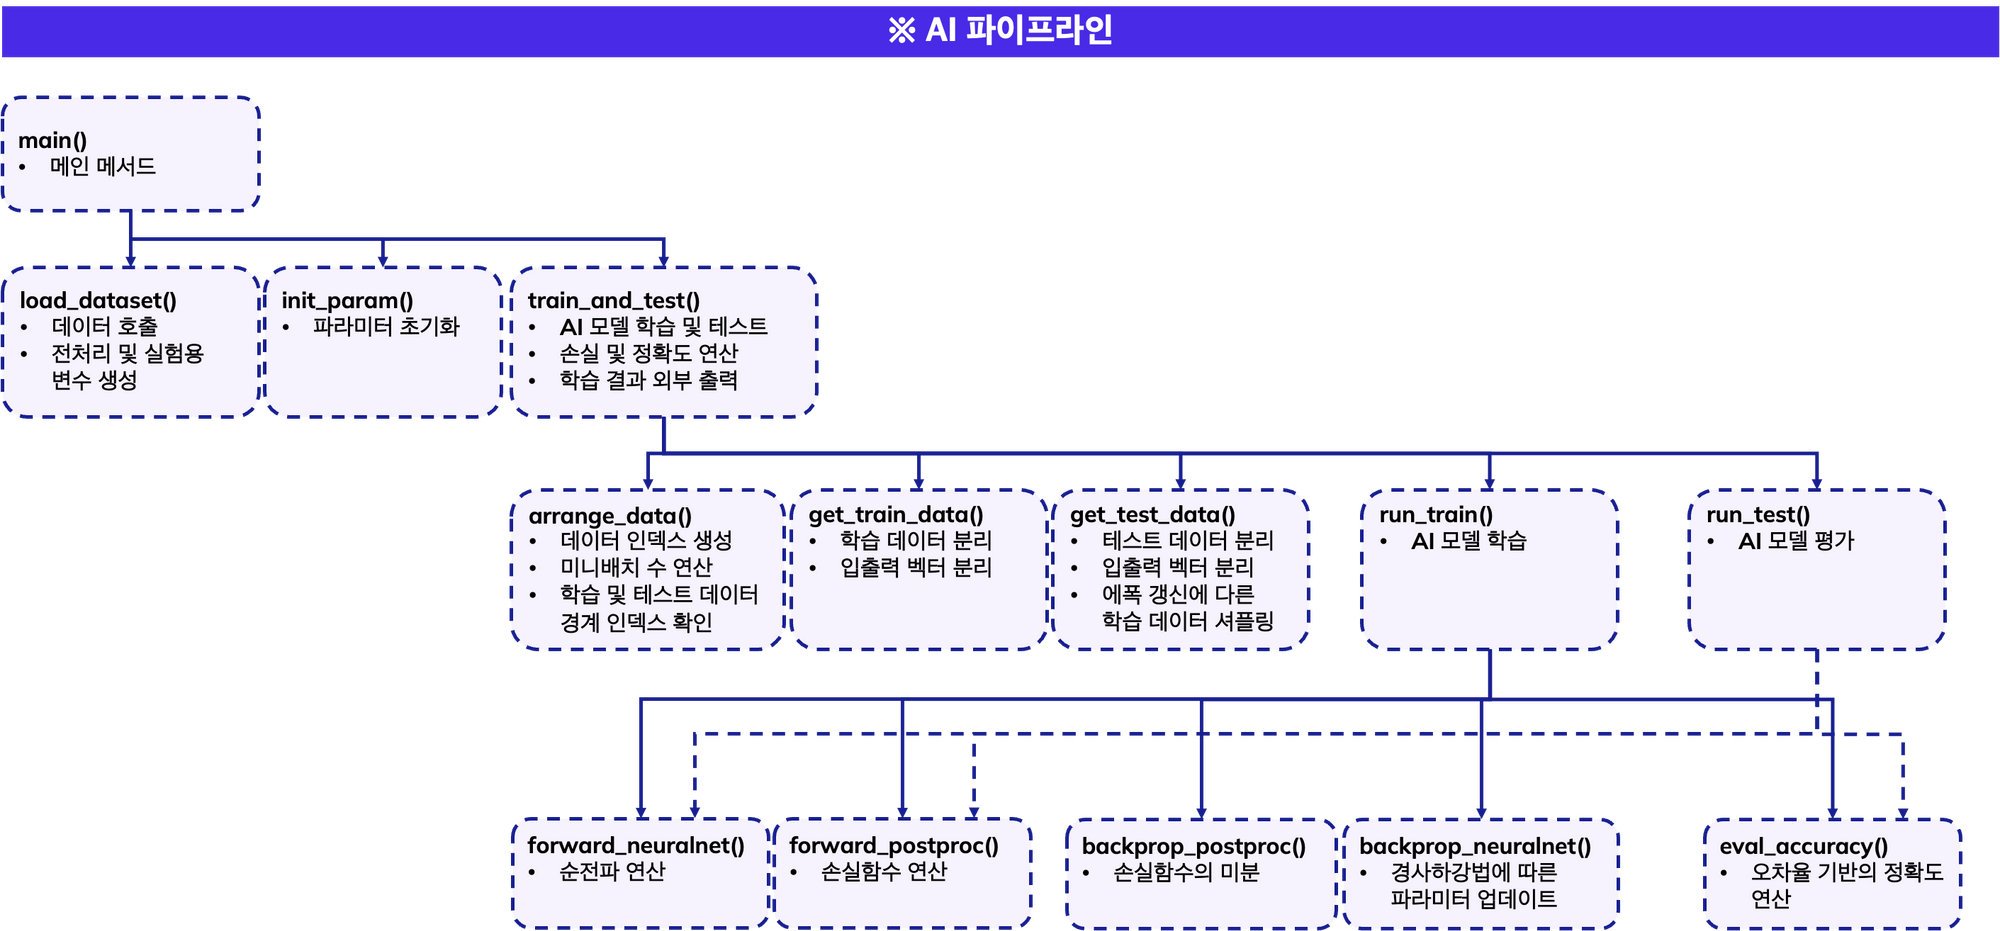 ※ AI 파이프라인
main()
• 메인 메서드
load_dataset()
• 데이터 호출
• 전처리 및 실험용
변수 생성
init_param()
• 파라미터 초기화
train_and_test()
• AI 모델 학습 및 테스트
• 손실 및 정확도 연산
• 학습 결과 외부 출력
arrange_data()
• 데이터 인덱스 생성
• 미니배치 수 연산
• 학습 및 테스트 데이터
경계 인덱스 확인
get_train_data()
• 학습 데이터 분리
• 입출력 벡터 분리
get_test_data()
• 테스트 데이터 분리
• 입출력 벡터 분리
• 에폭 갱신에 다른
학습 데이터 셔플링
run_train()
• AI 모델 학습
run_test()
• AI 모델 평가
forward_neuralnet()
• 순전파 연산
forward_postproc()
• 손실함수 연산
backprop_postproc()
• 손실함수의 미분
backprop_neuralnet()
• 경사하강법에 따른
파라미터 업데이트
eval_accuracy()
• 오차율 기반의 정확도
연산